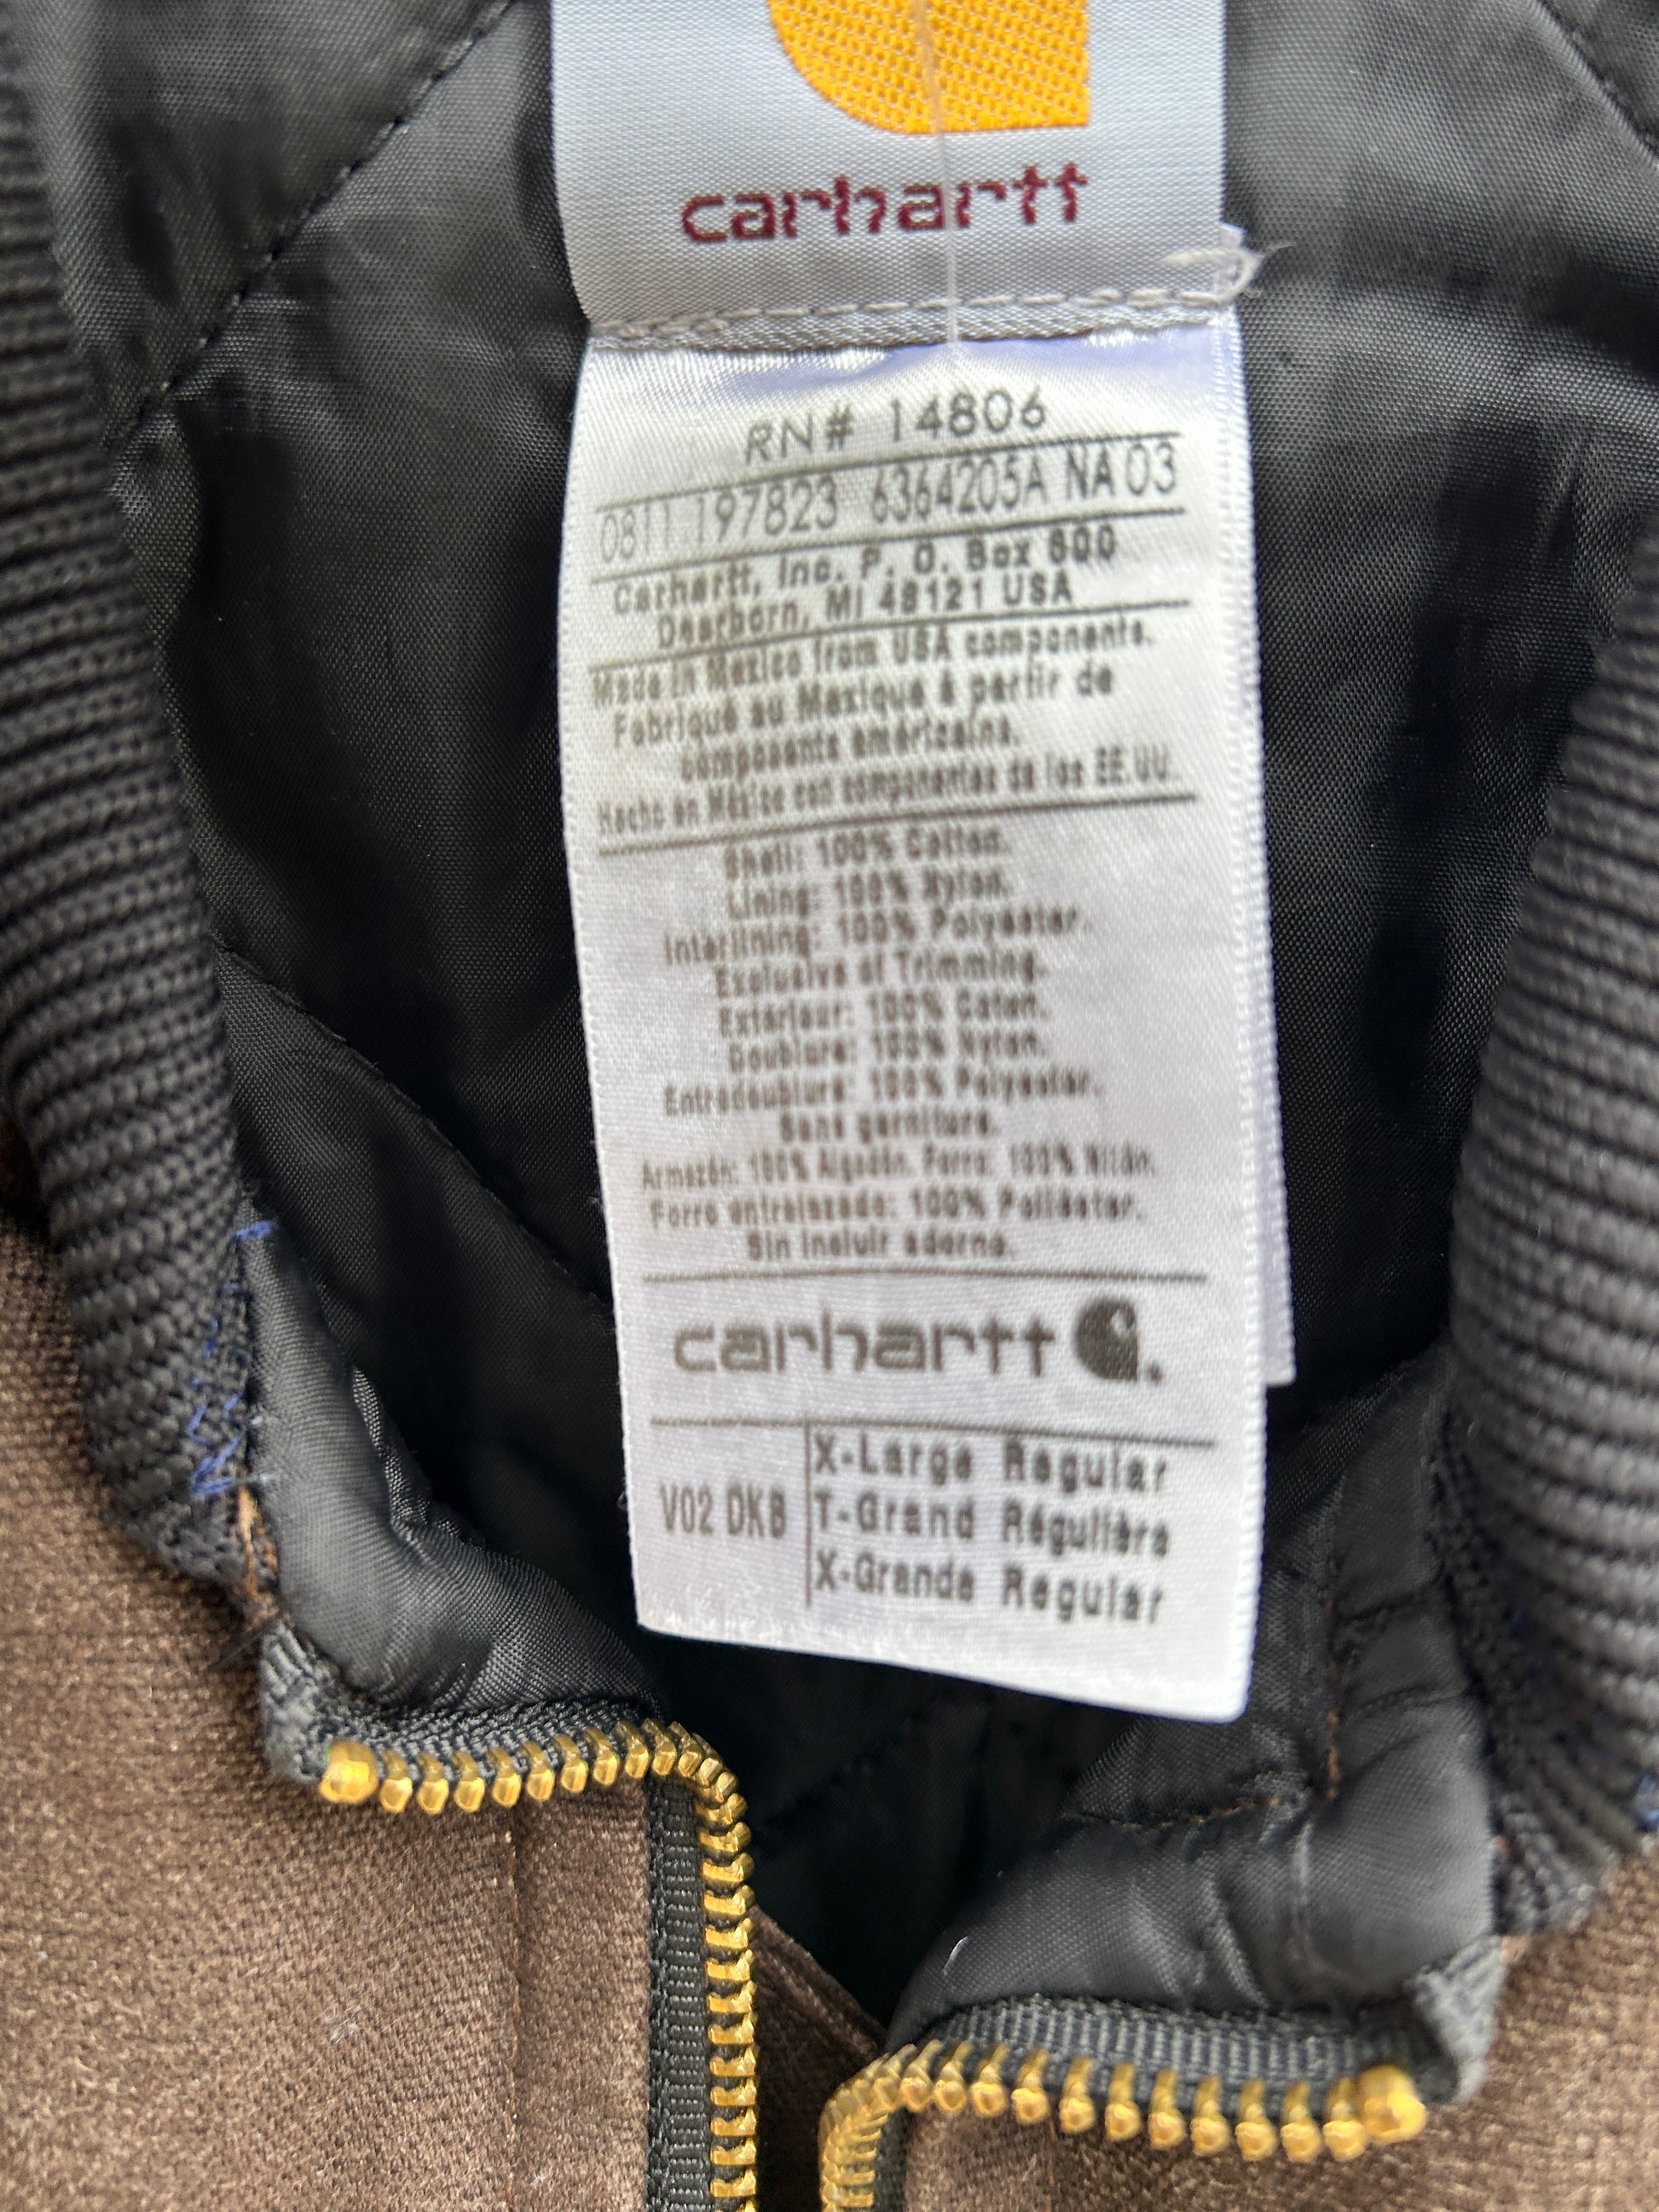 carhartt
RN# 14806
0811 197823 6364205A NA 03
Carhartt, Inc. P. O. Box 600
Dearborn, MI 48121 USA
Made in Mexico from USA components.
Fabriqué au Mexique à partir de
composants américains.
Hecho en México con componentes de los EE.UU.
Shell: 100% Cotton.
Lining: 100% Nylon.
Interlining: 100% Polyester.
Exclusive of Trimming.
Extérieur: 100% Coton.
Doublure: 100% Nylon.
Entredoublure: 100% Polyester.
Sans garniture.
Armazón: 100% Algodón. Forro: 100% Nilón.
Forro entrelazado: 100% Poliéster.
Sin incluir adorno.
carhartt
V02 DKB
X-Large Regular
T-Grand Régulière
X-Grande Regular